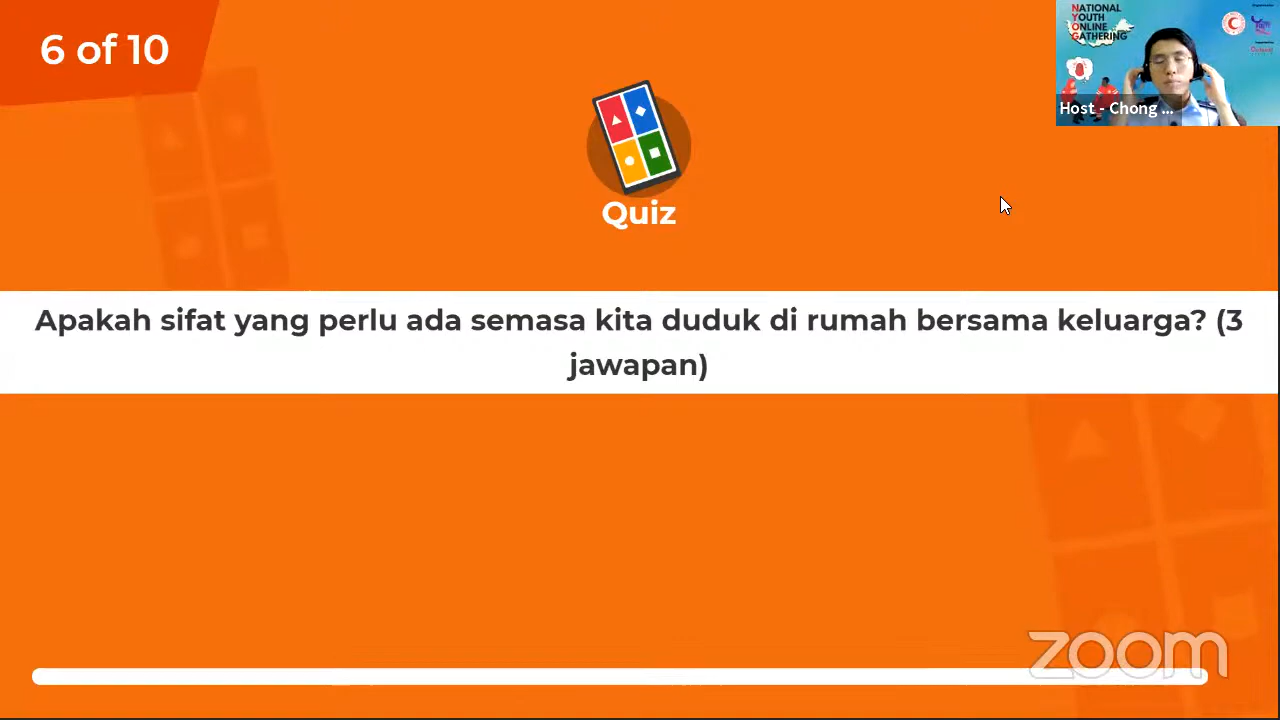 6 of 10
NATIONAL
YOUTH
ONLINE
GATHERING
Host - Chong ...
Quiz
Apakah sifat yang perlu ada semasa kita duduk di rumah bersama keluarga? (3
jawapan)
zoom